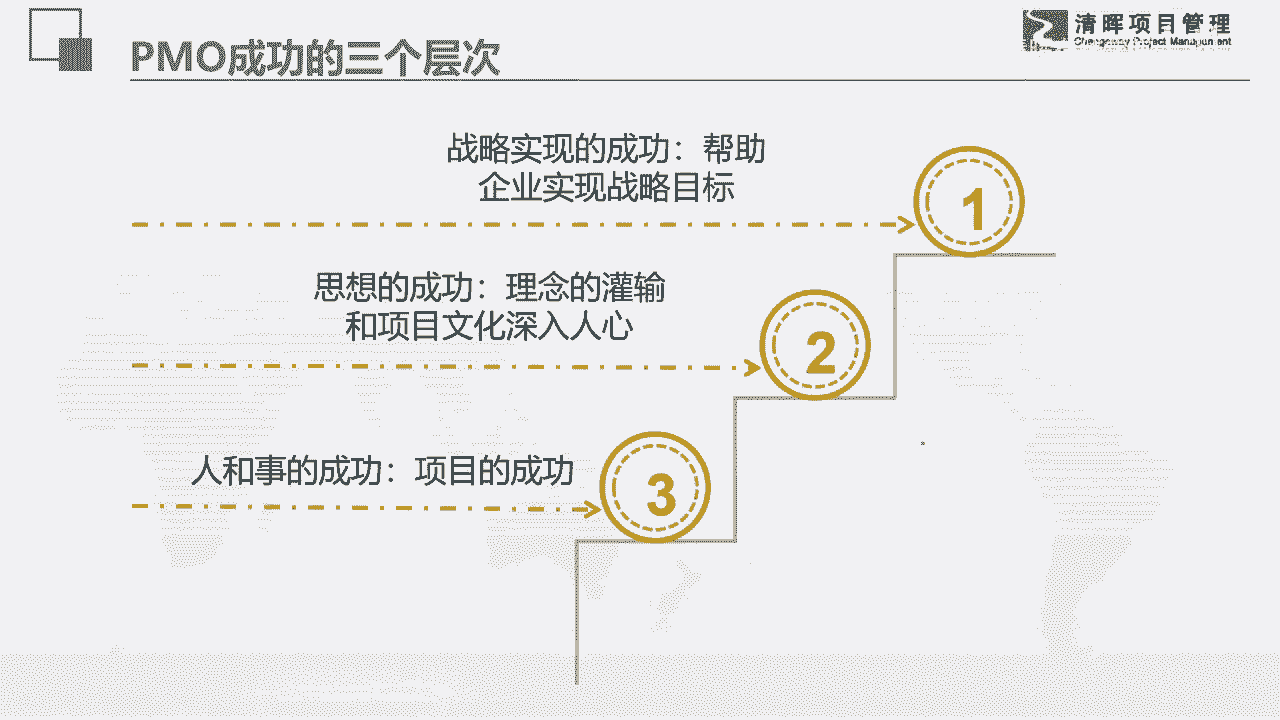 PMO成功的三个层次
清晖项目管理
战略实现的成功：帮助
企业实现战略目标
1
思想的成功：理念的灌输
和项目文化深入人心
2
人和事的成功：项目的成功
3